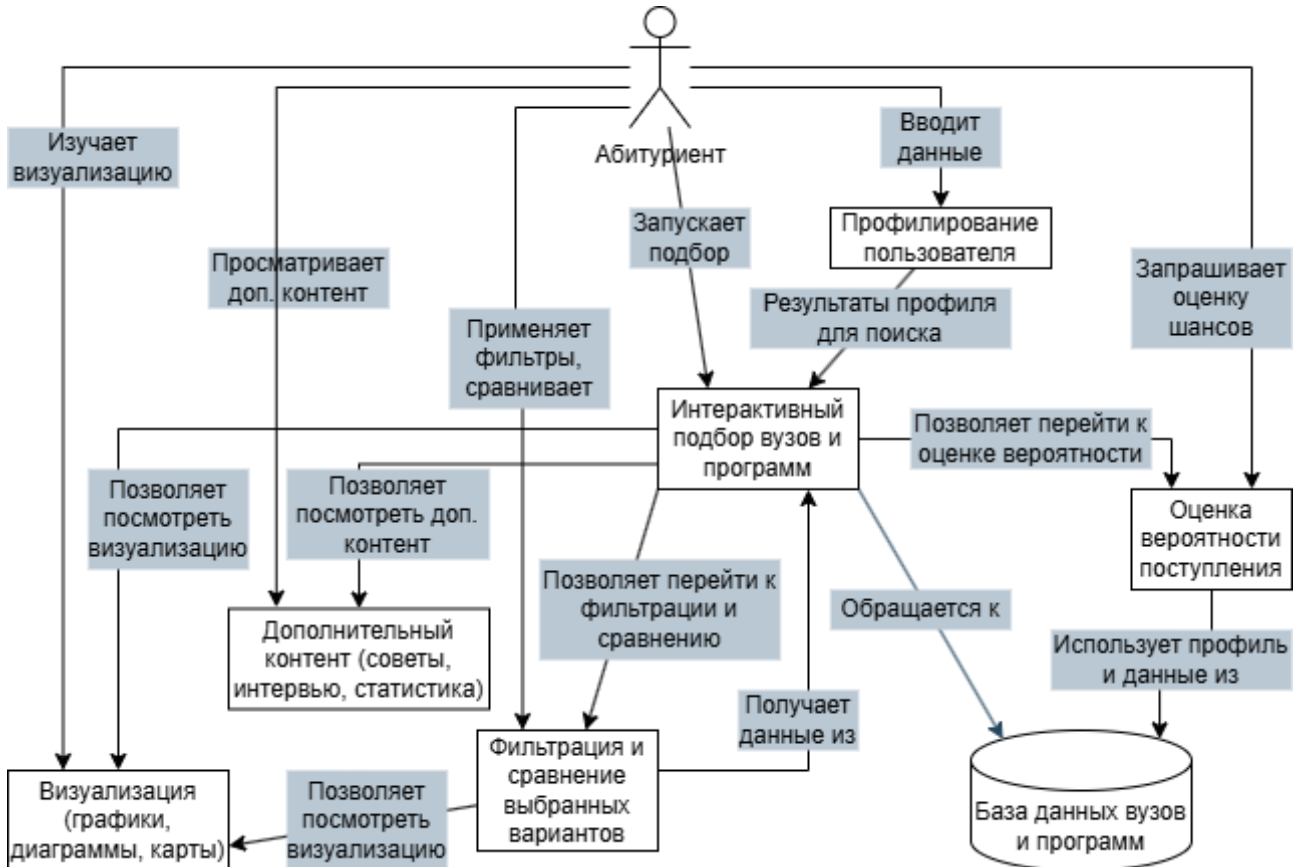 Абитуриент
Изучает
визуализацию
Вводит
данные
Просматривает
доп. контент
Запускает
подбор
Профилирование
пользователя
Применяет
фильтры,
сравнивает
Результаты профиля
для поиска
Запрашивает
оценку
шансов
Интерактивный
подбор вузов и
программ
Позволяет перейти к
оценке вероятности
Позволяет
посмотреть
визуализацию
Позволяет
посмотреть доп.
контент
Оценка
вероятности
поступления
Позволяет перейти к
фильтрации и
сравнению
Обращается к
Дополнительный
контент (советы,
интервью, статистика)
Использует профиль
и данные из
Получает
данные из
Визуализация
(графики,
диаграммы, карты)
Позволяет
посмотреть
визуализацию
Фильтрация и
сравнение
выбранных
вариантов
База данных вузов
и программ